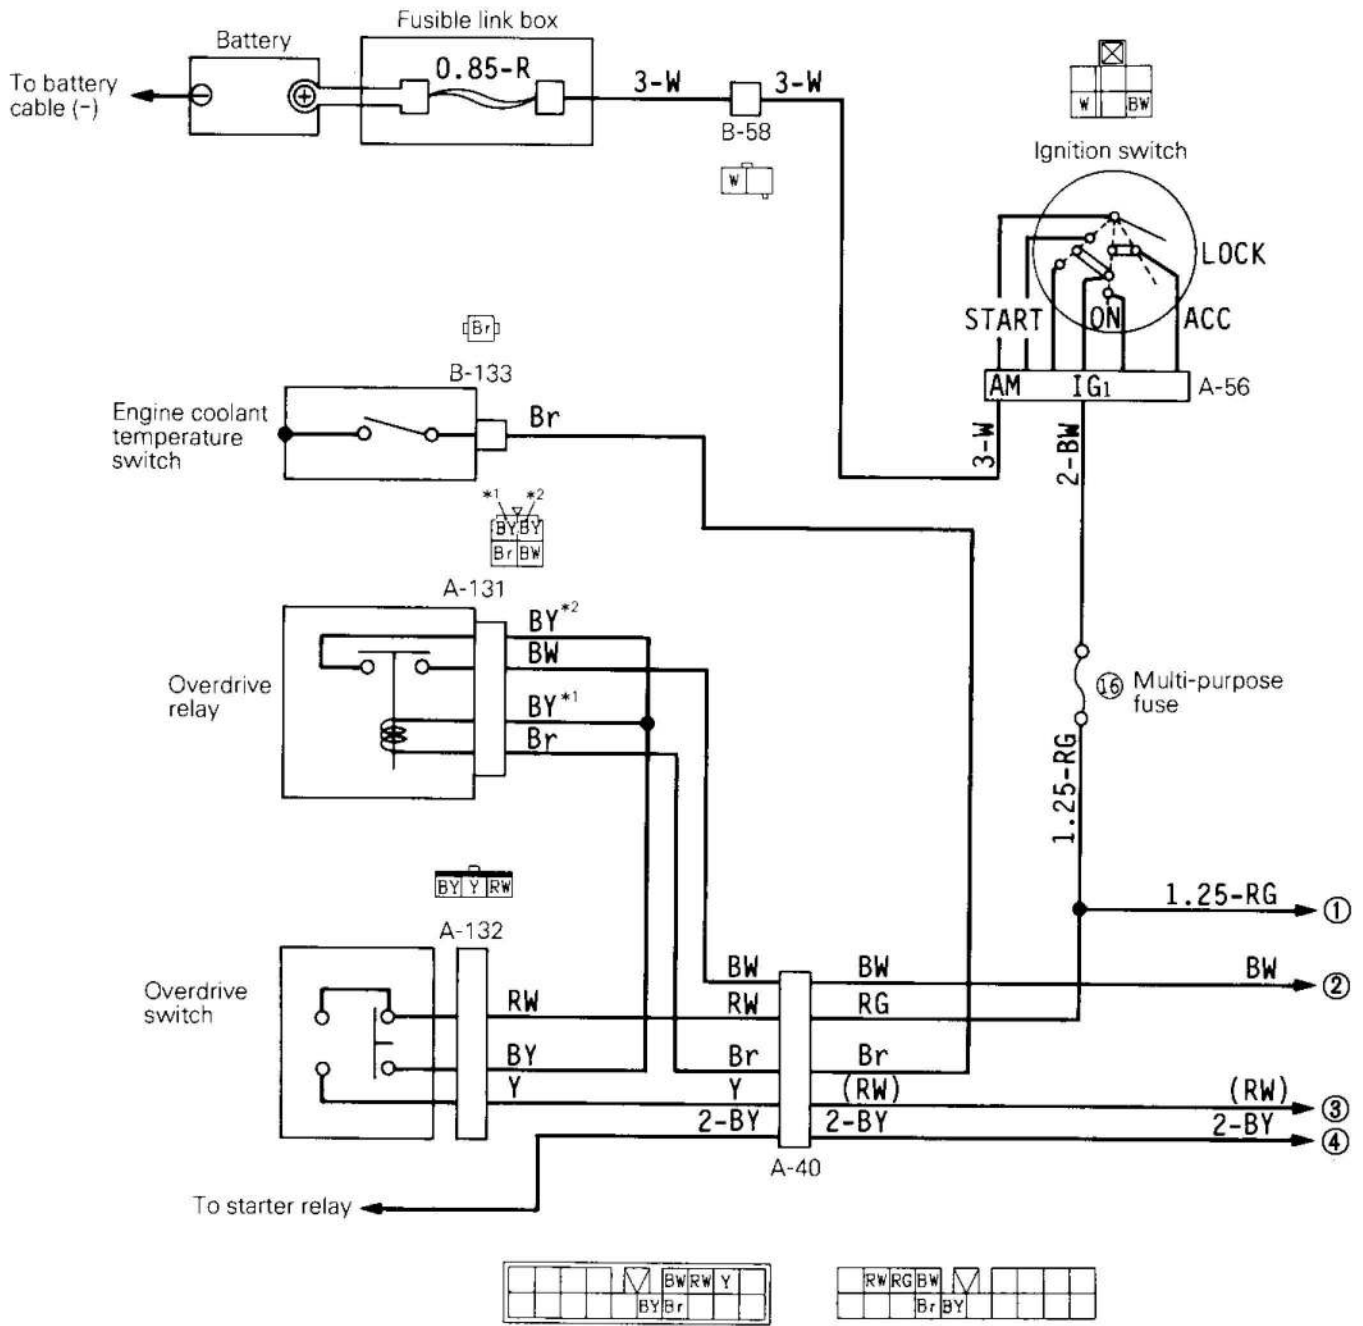 Fusible link box
Battery
0.85-R
To battery
cable (-)
3-W
3-W
B-58
W
W
BW
Ignition switch
LOCK
START
ON
ACC
AM
IG1
A-56
3-W
2-BW
Br
B-133
Engine coolant
temperature
switch
Br
*1
*2
BY
BY
Br
BW
A-131
BY*2
BW
BY*1
Br
Overdrive
relay
16
Multi-purpose
fuse
1.25-RG
BY
Y
RW
A-132
1.25-RG
1
Overdrive
switch
BW
BW
BW
2
RW
RW
RG
BY
Br
Br
Y
Y
(RW)
(RW)
3
2-BY
2-BY
2-BY
4
A-40
To starter relay
BW
RW
Y
BY
Br
RW
RG
BW
Br
BY